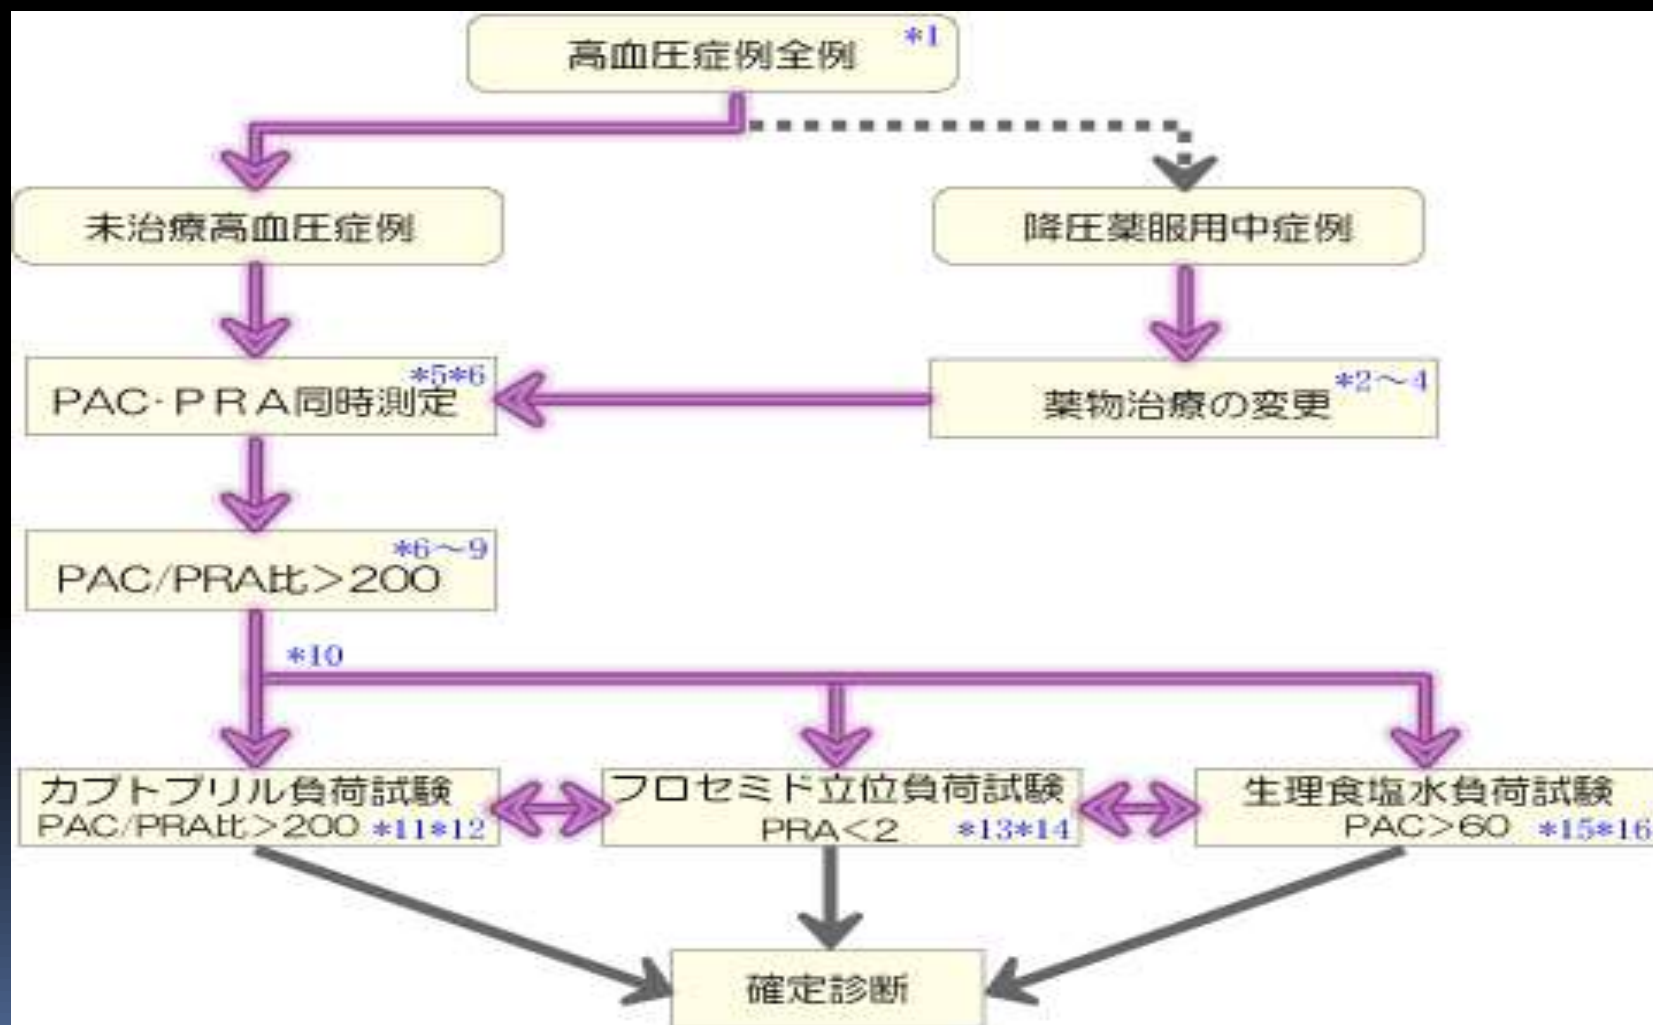 高血圧症例全例 *1
未治療高血圧症例
降圧薬服用中症例
PAC・PRA同時測定 *5*6
薬物治療の変更 *2～4
PAC/PRA比＞200 *6～9
*10
カプトプリル負荷試験
PAC/PRA比＞200 *11*12
フロセミド立位負荷試験
PRA＜2 *13*14
生理食塩水負荷試験
PAC＞60 *15*16
確定診断